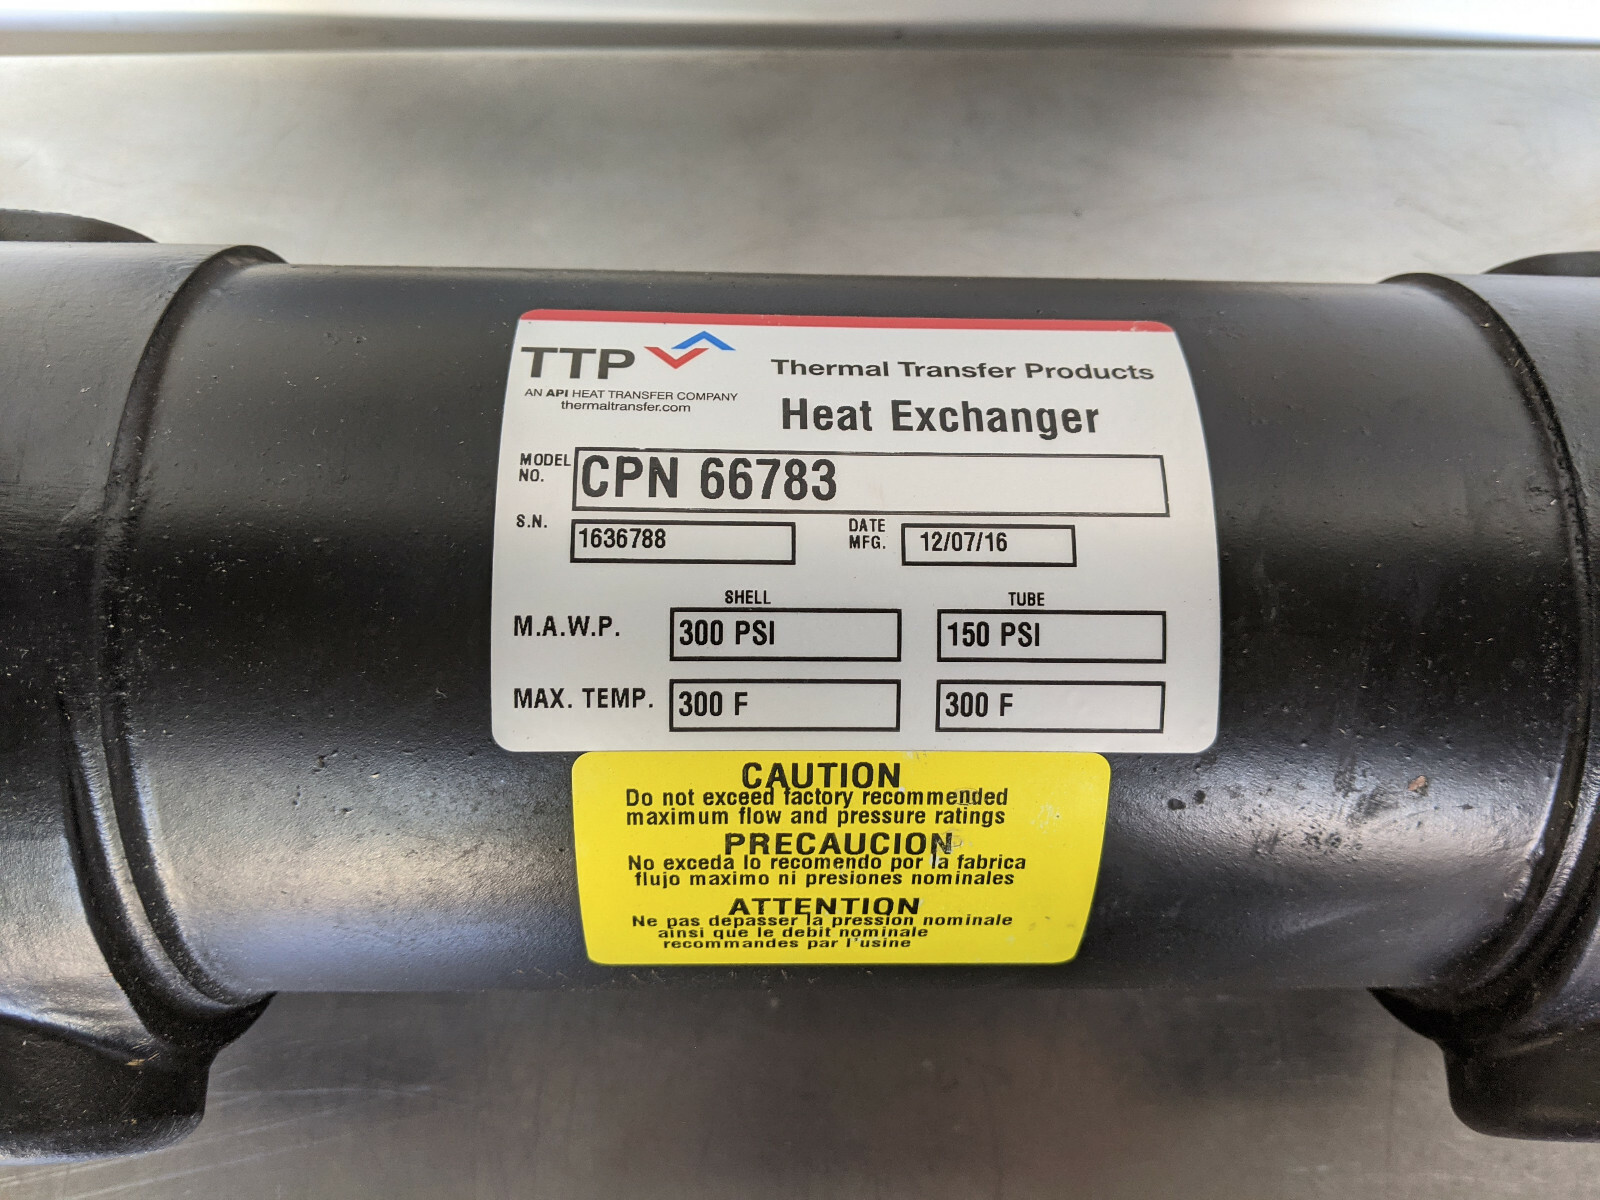 TTP
AN API HEAT TRANSFER COMPANY
thermaltransfer.com
Thermal Transfer Products
Heat Exchanger
MODEL NO. CPN 66783
S.N. 1636788 DATE MFG. 12/07/16
SHELL TUBE
M.A.W.P. 300 PSI 150 PSI
MAX. TEMP. 300 F 300 F
CAUTION
Do not exceed factory recommended
maximum flow and pressure ratings
PRECAUCION
No exceda lo recomendo por la fabrica
flujo maximo ni presiones nominales
ATTENTION
Ne pas depasser la pression nominale
ainsi que le debit nominale
recommandes par l'usine